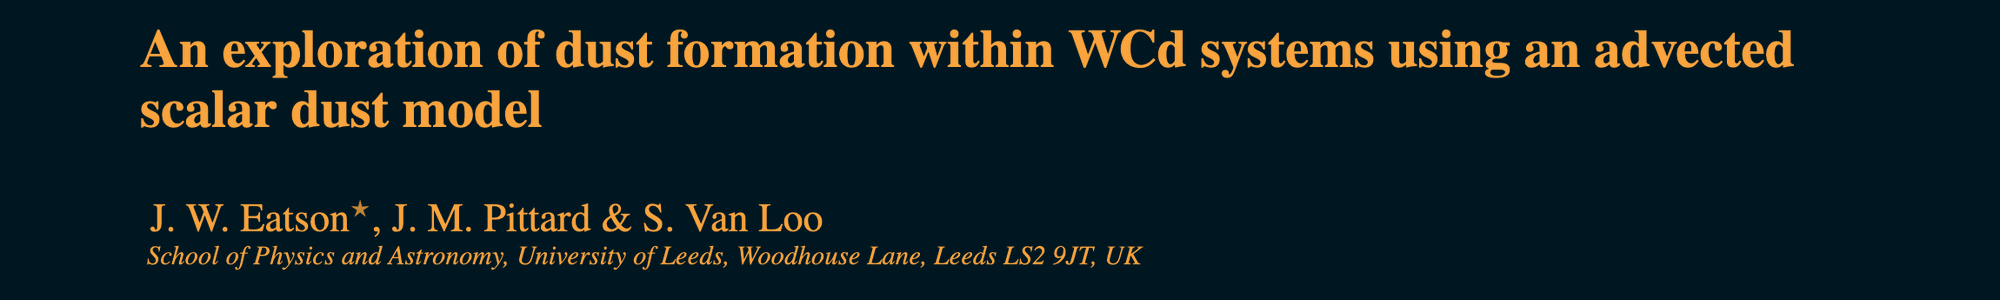 An exploration of dust formation within WCd systems using an advected
scalar dust model
J. W. Eatson★, J. M. Pittard & S. Van Loo
School of Physics and Astronomy, University of Leeds, Woodhouse Lane, Leeds LS2 9JT, UK